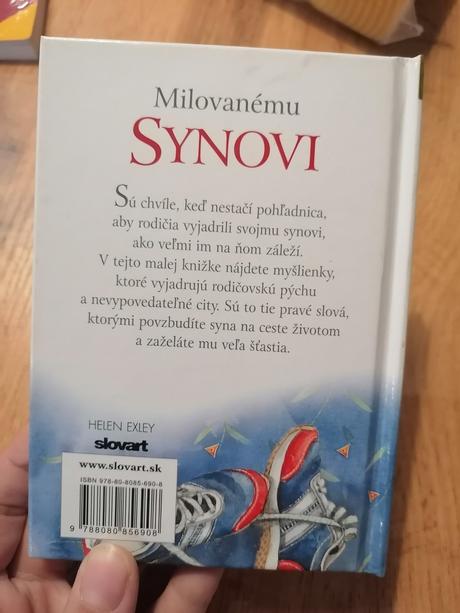 Milovanému
SYNOVI
Sú chvíle, keď nestačí pohľadnica,
aby rodičia vyjadrili svojmu synovi,
ako veľmi im na ňom záleží.
V tejto malej knižke nájdete myšlienky,
ktoré vyjadrujú rodičovskú pýchu
a nevypovedateľné city. Sú to tie pravé slová,
ktorými povzbudíte syna na ceste životom
a zaželáte mu veľa šťastia.
HELEN EXLEY
slovart
www.slovart.sk
ISBN 978-80-8085-690-8
9 788080 856908